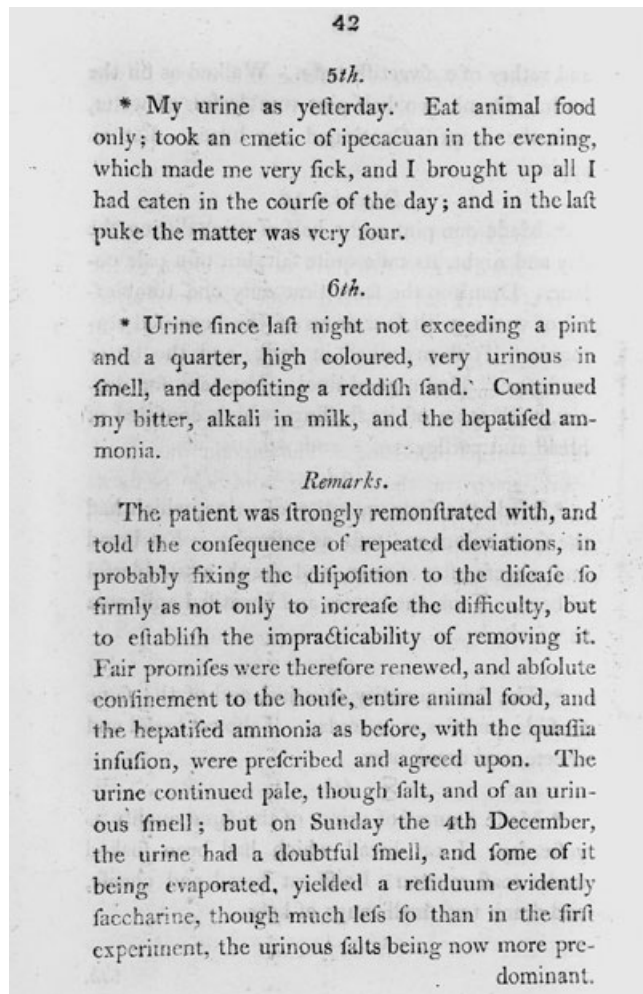 42
5th.
* My urine as yeſterday. Eat animal food
only; took an emetic of ipecacuan in the evening,
which made me very ſick, and I brought up all I
had eaten in the courſe of the day; and in the laſt
puke the matter was very ſour.
6th.
* Urine ſince laſt night not exceeding a pint
and a quarter, high coloured, very urinous in
ſmell, and depoſiting a reddiſh ſand. Continued
my bitter, alkali in milk, and the hepatiſed am-
monia.
Remarks.
The patient was ſtrongly remonſtrated with, and
told the conſequence of repeated deviations, in
probably fixing the diſpoſition to the diſeaſe ſo
firmly as not only to increaſe the difficulty, but
to eſtabliſh the impracticability of removing it.
Fair promiſes were therefore renewed, and abſolute
confinement to the houſe, entire animal food, and
the hepatiſed ammonia as before, with the quaſſia
infuſion, were preſcribed and agreed upon. The
urine continued pale, though ſalt, and of an urin-
ous ſmell; but on Sunday the 4th December,
the urine had a doubtful ſmell, and ſome of it
being evaporated, yielded a reſiduum evidently
ſaccharine, though much leſs ſo than in the firſt
experiment, the urinous ſalts being now more pre-
dominant.